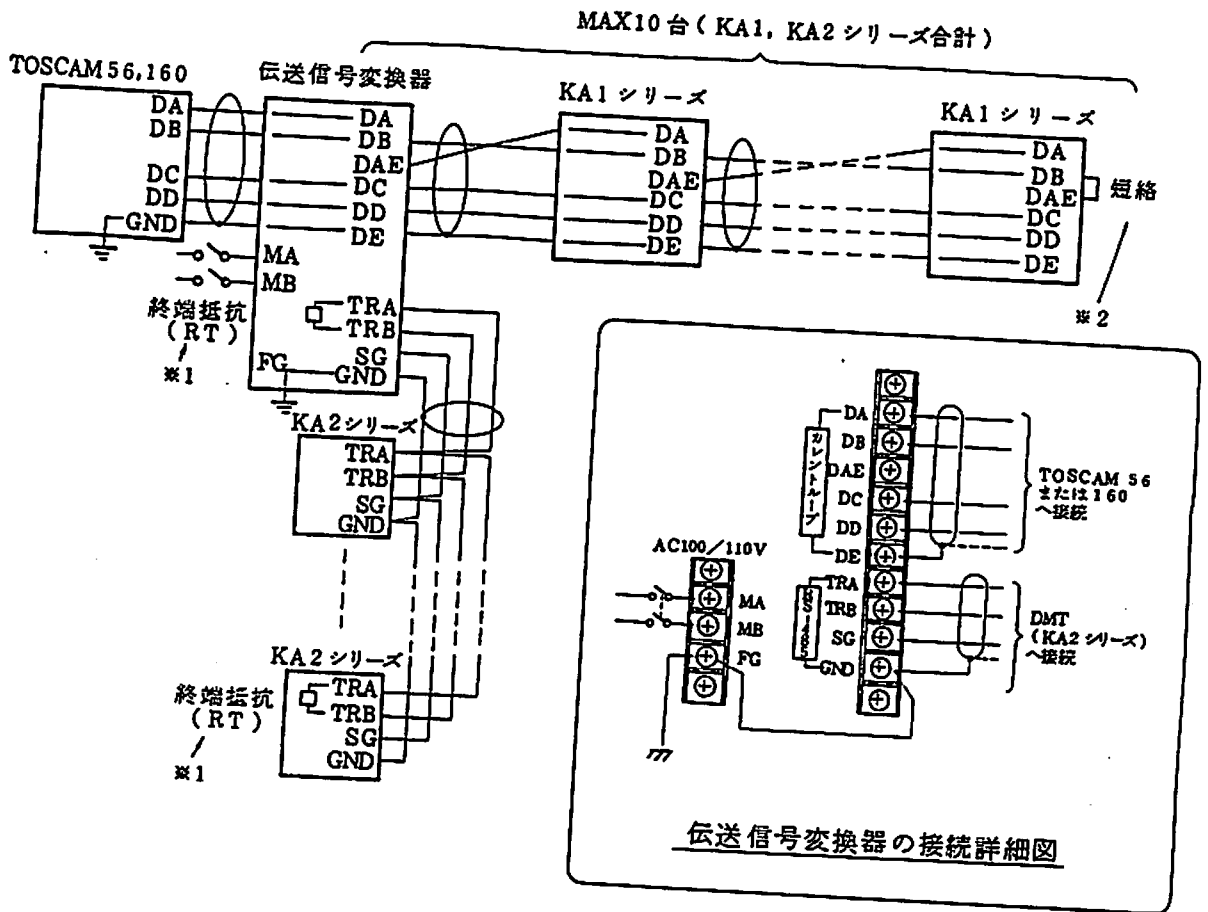 MAX10台（KA1，KA2シリーズ合計）
TOSCAM 56,160
DA
DB
DC
DD
GND
伝送信号変換器
DA
DB
DAE
DC
DD
DE
MA
MB
TRA
TRB
SG
FG
GND
終端抵抗
（RT）
※1
KA1シリーズ
DA
DB
DAE
DC
DD
DE
KA1シリーズ
DA
DB
DAE
DC
DD
DE
短絡
※2
KA2シリーズ
TRA
TRB
SG
GND
KA2シリーズ
TRA
TRB
SG
GND
終端抵抗
（RT）
※1
DA
DB
DAE
DC
DD
DE
カレントループ
TOSCAM 56
または160
へ接続
AC100／110V
MA
MB
FG
TRA
TRB
SG
GND
DMT
（KA2シリーズ）
へ接続
伝送信号変換器の接続詳細図